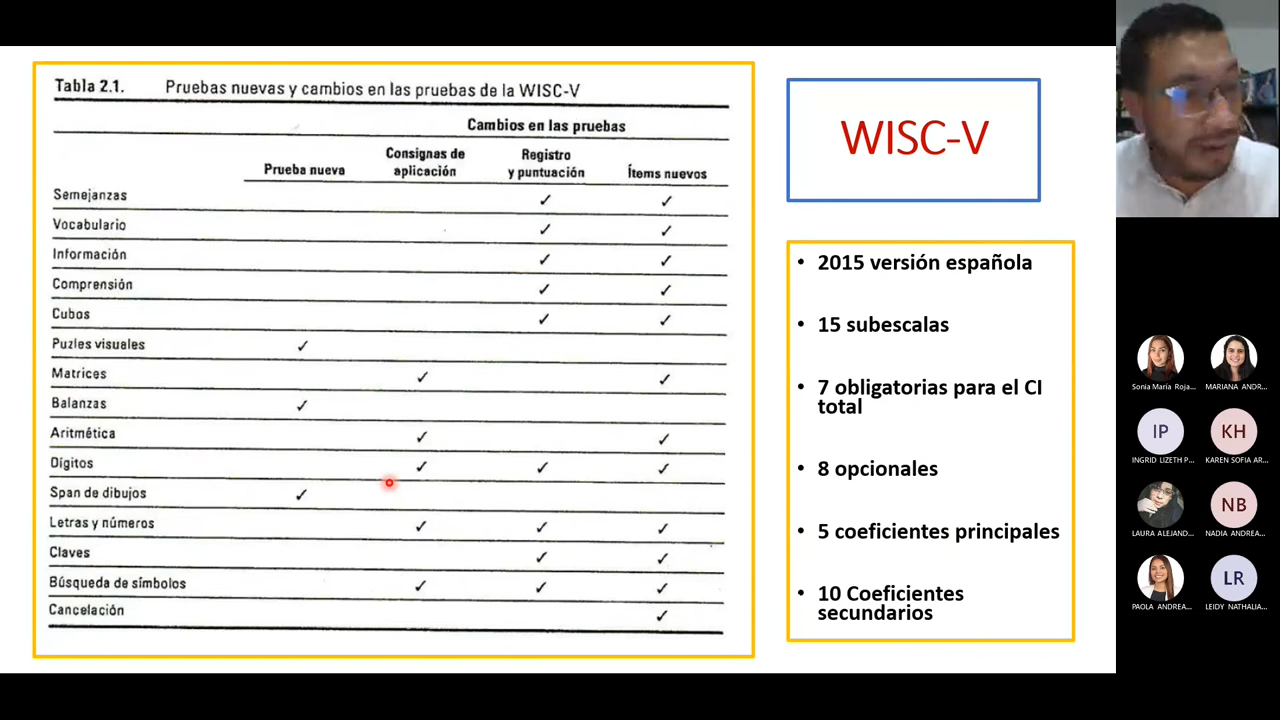 Tabla 2.1. Pruebas nuevas y cambios en las pruebas de la WISC-V
Cambios en las pruebas
Prueba nueva
Consignas de
aplicación
Registro
y puntuación
Ítems nuevos
Semejanzas ✓ ✓
Vocabulario ✓ ✓
Información ✓ ✓
Comprensión ✓ ✓
Cubos ✓ ✓
Puzles visuales ✓
Matrices ✓ ✓
Balanzas ✓
Aritmética ✓ ✓
Dígitos ✓ ✓ ✓
Span de dibujos ✓
Letras y números ✓ ✓ ✓
Claves ✓ ✓
Búsqueda de símbolos ✓ ✓ ✓
Cancelación ✓
WISC-V
• 2015 versión española
• 15 subescalas
• 7 obligatorias para el CI
total
• 8 opcionales
• 5 coeficientes principales
• 10 Coeficientes
secundarios
Sonia María Roja...
MARIANA ANDR...
IP
KH
INGRID LIZETH P...
KAREN SOFIA AR...
NB
LAURA ALEJAND...
NADIA ANDREA...
LR
PAOLA ANDREA...
LEIDY NATHALIA...